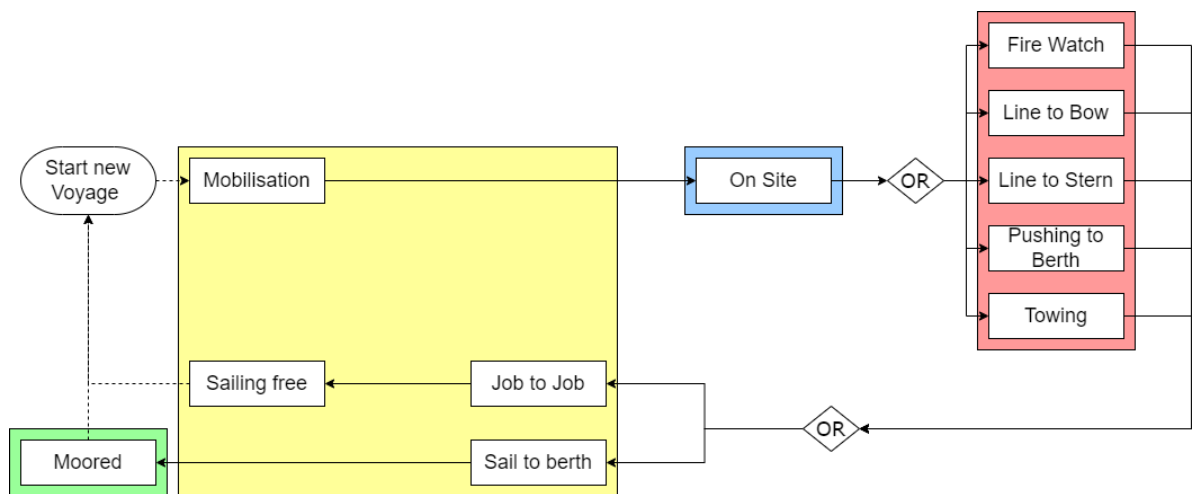 Fire Watch
Line to Bow
Start new
Voyage
Mobilisation
On Site
OR
Line to Stern
Pushing to
Berth
Towing
Sailing free
Job to Job
OR
Moored
Sail to berth